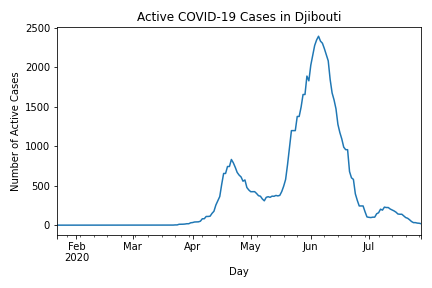 Active COVID-19 Cases in Djibouti
2500
2000
1500
1000
500
0
Number of Active Cases
Feb Mar Apr May Jun Jul
2020
Day